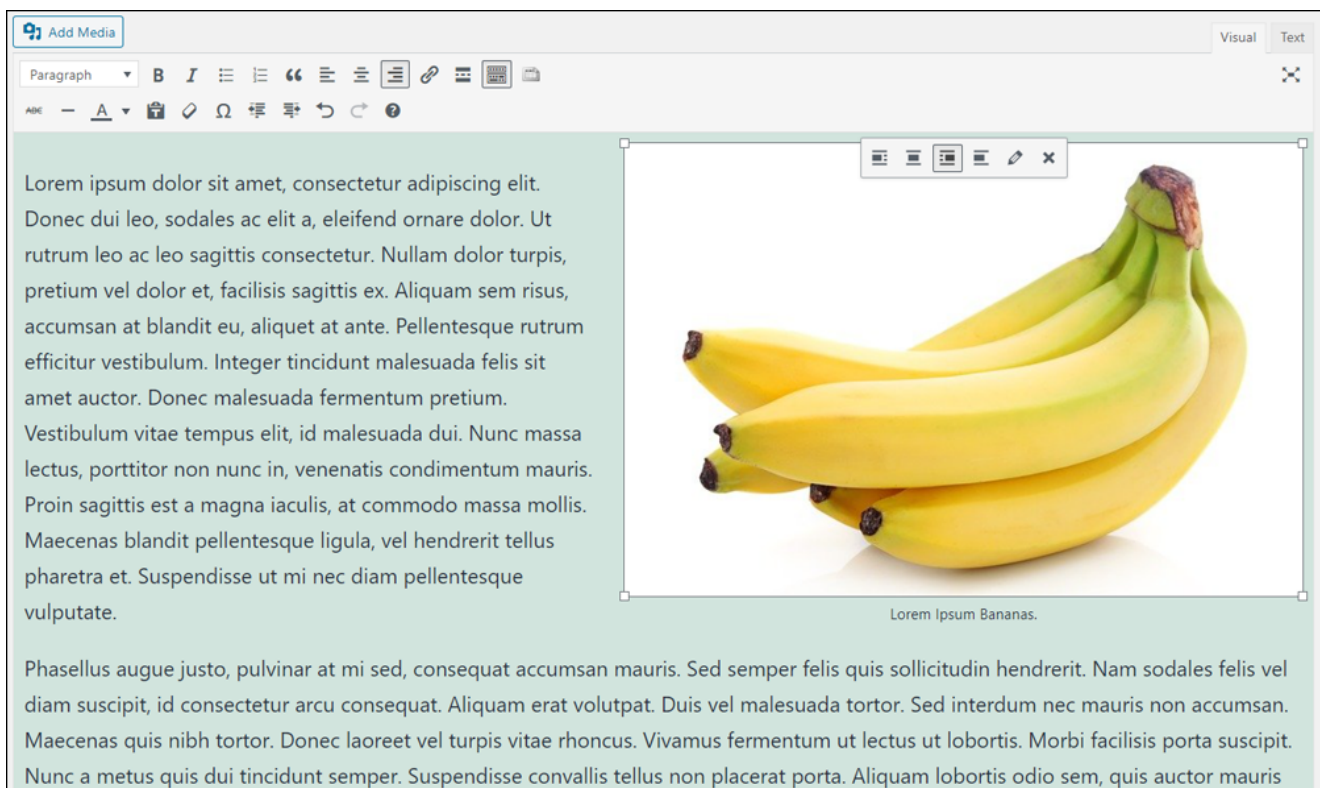 Add Media
Visual Text
Paragraph B I
ABC A Ω
Lorem ipsum dolor sit amet, consectetur adipiscing elit.
Donec dui leo, sodales ac elit a, eleifend ornare dolor. Ut
rutrum leo ac leo sagittis consectetur. Nullam dolor turpis,
pretium vel dolor et, facilisis sagittis ex. Aliquam sem risus,
accumsan at blandit eu, aliquet at ante. Pellentesque rutrum
efficitur vestibulum. Integer tincidunt malesuada felis sit
amet auctor. Donec malesuada fermentum pretium.
Vestibulum vitae tempus elit, id malesuada dui. Nunc massa
lectus, porttitor non nunc in, venenatis condimentum mauris.
Proin sagittis est a magna iaculis, at commodo massa mollis.
Maecenas blandit pellentesque ligula, vel hendrerit tellus
pharetra et. Suspendisse ut mi nec diam pellentesque
vulputate.
Lorem Ipsum Bananas.
Phasellus augue justo, pulvinar at mi sed, consequat accumsan mauris. Sed semper felis quis sollicitudin hendrerit. Nam sodales felis vel
diam suscipit, id consectetur arcu consequat. Aliquam erat volutpat. Duis vel malesuada tortor. Sed interdum nec mauris non accumsan.
Maecenas quis nibh tortor. Donec laoreet vel turpis vitae rhoncus. Vivamus fermentum ut lectus ut lobortis. Morbi facilisis porta suscipit.
Nunc a metus quis dui tincidunt semper. Suspendisse convallis tellus non placerat porta. Aliquam lobortis odio sem, quis auctor mauris